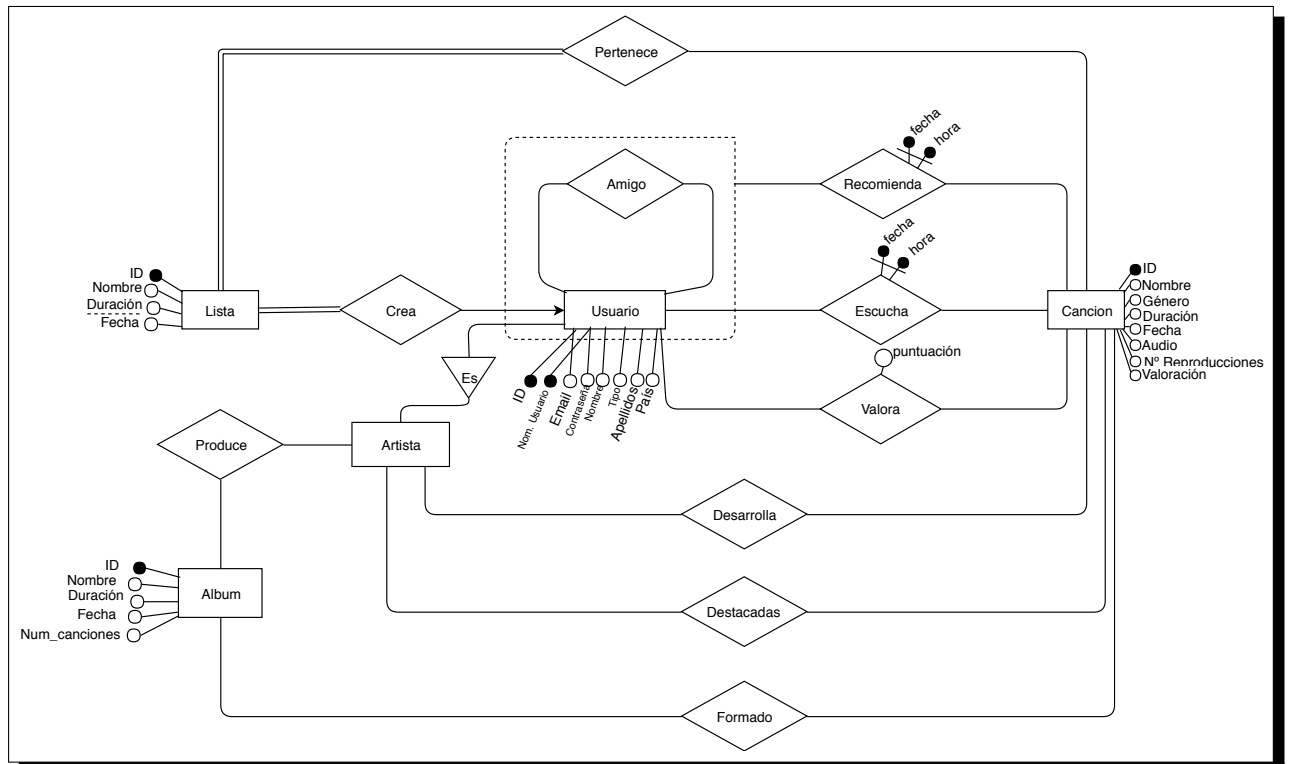 Pertenece
fecha
hora
Amigo
Recomienda
fecha
hora
ID
Nombre
Duración
Fecha
Lista
Crea
Usuario
Escucha
Cancion
ID
Nombre
Género
Duración
Fecha
Audio
Nº Reproducciones
Valoración
puntuación
Es
ID
Nom. Usuario
Email
Contraseña
Nombre
Tipo
Apellidos
País
Valora
Produce
Artista
Desarrolla
ID
Nombre
Duración
Fecha
Num_canciones
Album
Destacadas
Formado